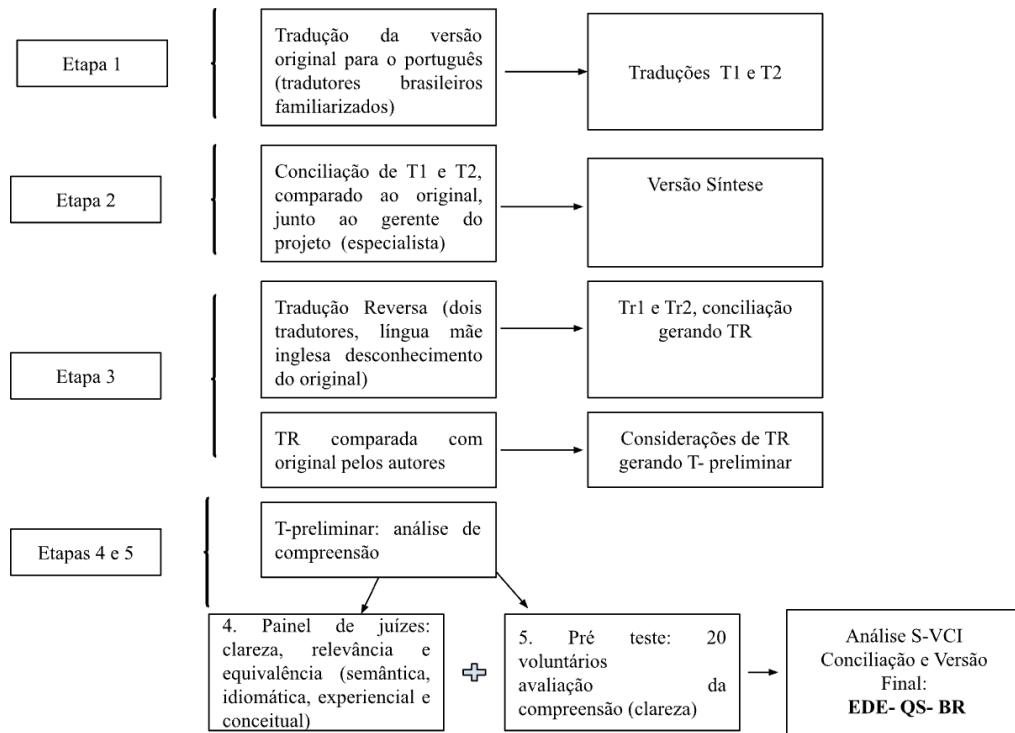 Etapa 1
Tradução da versão
original para o português
(tradutores brasileiros
familiarizados)
Traduções T1 e T2
Etapa 2
Conciliação de T1 e T2,
comparado ao original,
junto ao gerente do
projeto (especialista)
Versão Síntese
Etapa 3
Tradução Reversa (dois
tradutores, língua mãe
inglesa desconhecimento
do original)
Tr1 e Tr2, conciliação
gerando TR
TR comparada com
original pelos autores
Considerações de TR
gerando T- preliminar
Etapas 4 e 5
T-preliminar: análise de
compreensão
4. Painel de juízes:
clareza, relevância e
equivalência (semântica,
idiomática, experiencial e
conceitual)
5. Pré teste: 20
voluntários
avaliação da
compreensão (clareza)
Análise S-VCI
Conciliação e Versão
Final:
EDE- QS- BR